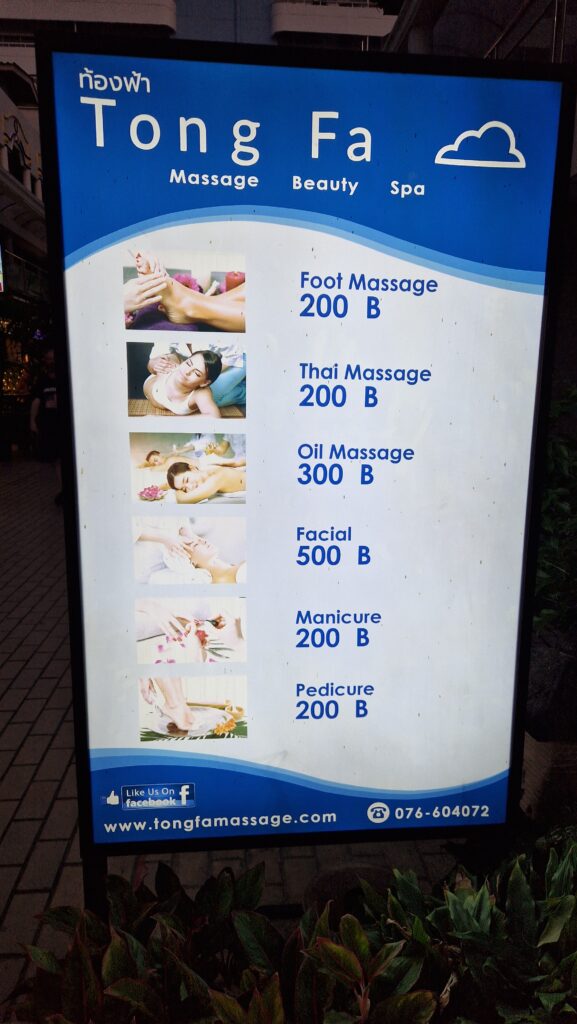 ท้องฟ้า
Tong Fa
Massage Beauty Spa
Foot Massage
200 B
Thai Massage
200 B
Oil Massage
300 B
Facial
500 B
Manicure
200 B
Pedicure
200 B
Like Us On
facebook f
www.tongfamassage.com
076-604072